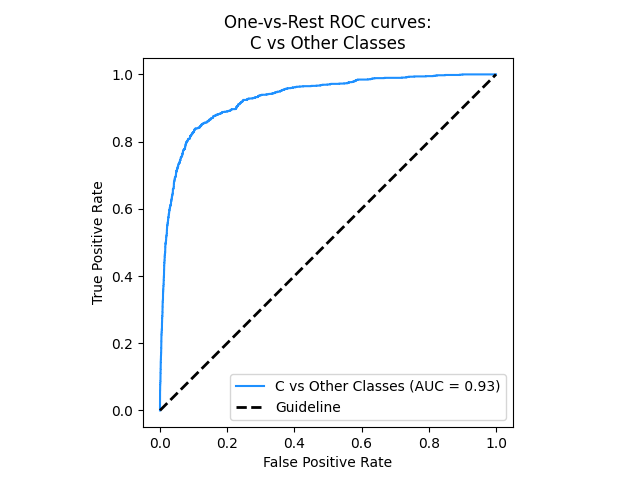 One-vs-Rest ROC curves:
C vs Other Classes
True Positive Rate
1.0
0.8
0.6
0.4
0.2
0.0
C vs Other Classes (AUC = 0.93)
Guideline
0.0 0.2 0.4 0.6 0.8 1.0
False Positive Rate